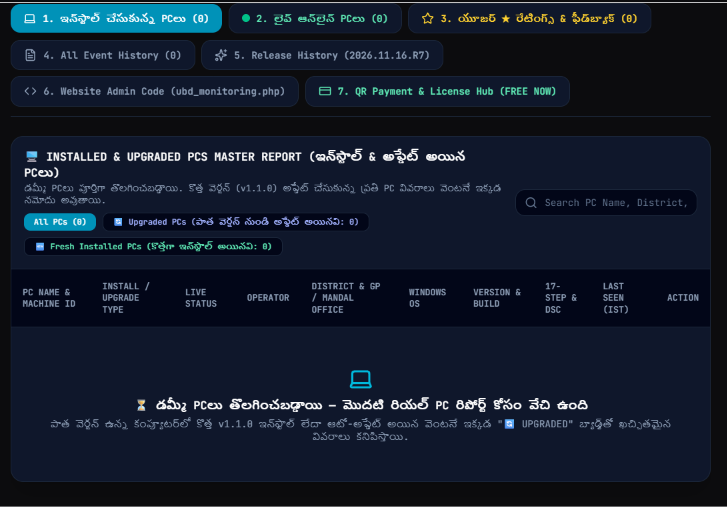 1. ఇన్‌స్టాల్ చేసుకున్న PCలు (0)
2. లైవ్ ఆన్‌లైన్ PCలు (0)
3. యూజర్ ★ రేటింగ్స్ & ఫీడ్‌బ్యాక్ (0)
4. All Event History (0)
5. Release History (2026.11.16.R7)
6. Website Admin Code (ubd_monitoring.php)
7. QR Payment & License Hub (FREE NOW)
INSTALLED & UPGRADED PCS MASTER REPORT (ఇన్‌స్టాల్ & అప్డేట్ అయిన
PCలు)
డమ్మీ PCలు పూర్తిగా తొలగించబడ్డాయి. కొత్త వెర్షన్ (v1.1.0) అప్డేట్ చేసుకున్న ప్రతి PC వివరాలు వెంటనే ఇక్కడ
నమోదు అవుతాయి.
Search PC Name, District,
All PCs (0)
Upgraded PCs (పాత వెర్షన్ నుండి అప్డేట్ అయినవి: 0)
Fresh Installed PCs (కొత్తగా ఇన్‌స్టాల్ అయినవి: 0)
PC NAME &
MACHINE ID
INSTALL /
UPGRADE
TYPE
LIVE
STATUS
OPERATOR
DISTRICT & GP
/ MANDAL
OFFICE
WINDOWS
OS
VERSION &
BUILD
17-
STEP &
DSC
LAST
SEEN
(IST)
ACTION
⏳ డమ్మీ PCలు తొలగించబడ్డాయి — మొదటి రియల్ PC రిపోర్ట్ కోసం వేచి ఉంది
పాత వెర్షన్ ఉన్న కంప్యూటర్‌లో కొత్త v1.1.0 ఇన్‌స్టాల్ లేదా ఆటో-అప్డేట్ అయిన వెంటనే ఇక్కడ "🔄 UPGRADED" బ్యాడ్జ్‌తో ఖచ్చితమైన
వివరాలు కనిపిస్తాయి.